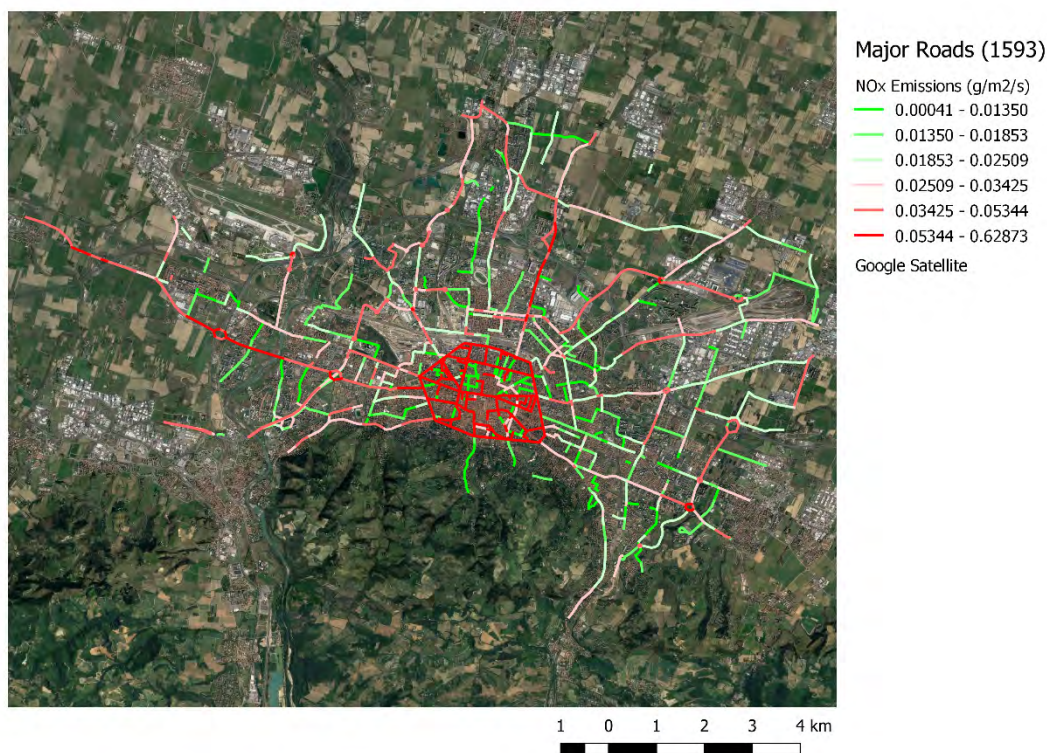 Major Roads (1593)
NOx Emissions (g/m2/s)
0.00041 - 0.01350
0.01350 - 0.01853
0.01853 - 0.02509
0.02509 - 0.03425
0.03425 - 0.05344
0.05344 - 0.62873
Google Satellite
1 0 1 2 3 4 km